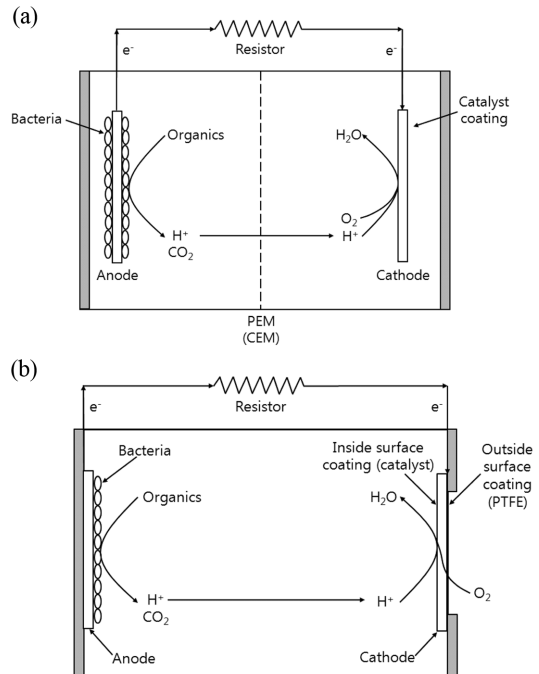 (a)
e⁻
Resistor
e⁻
Bacteria
Organics
H₂O
Catalyst
coating
O₂
H⁺
CO₂
H⁺
Anode
Cathode
PEM
(CEM)
(b)
e⁻
Resistor
e⁻
Bacteria
Inside surface
coating (catalyst)
Outside
surface
coating
(PTFE)
Organics
H₂O
O₂
H⁺
CO₂
H⁺
Anode
Cathode